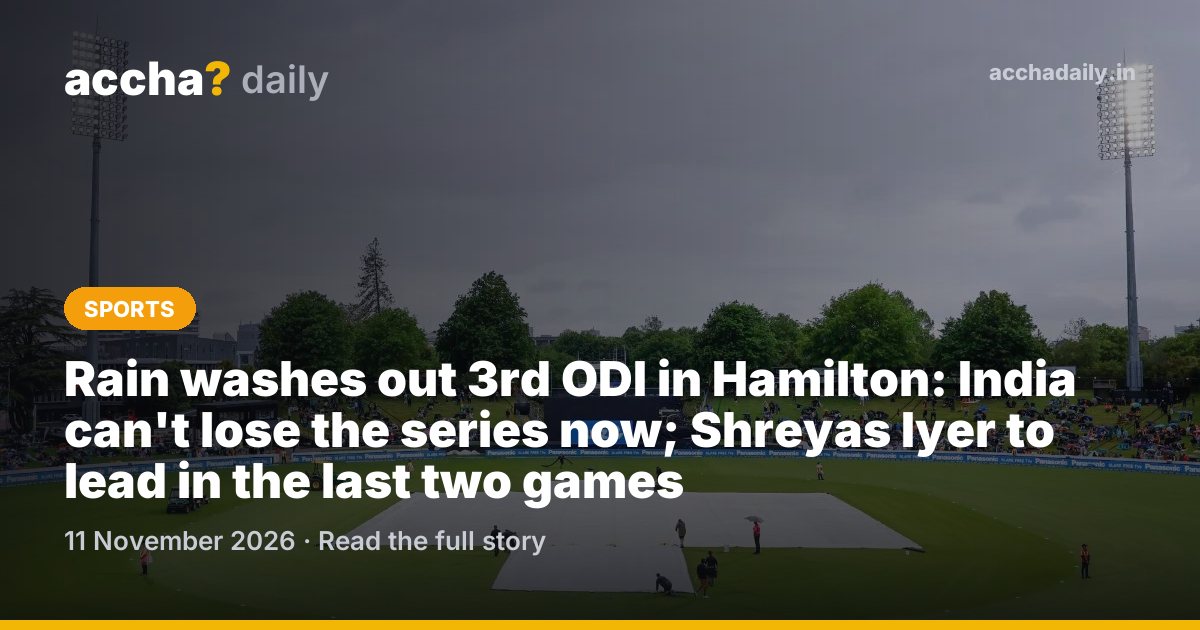 accha? daily
acchadaily.in
SPORTS
Rain washes out 3rd ODI in Hamilton: India
can't lose the series now; Shreyas Iyer to
lead in the last two games
11 November 2026 · Read the full story
Panasonic